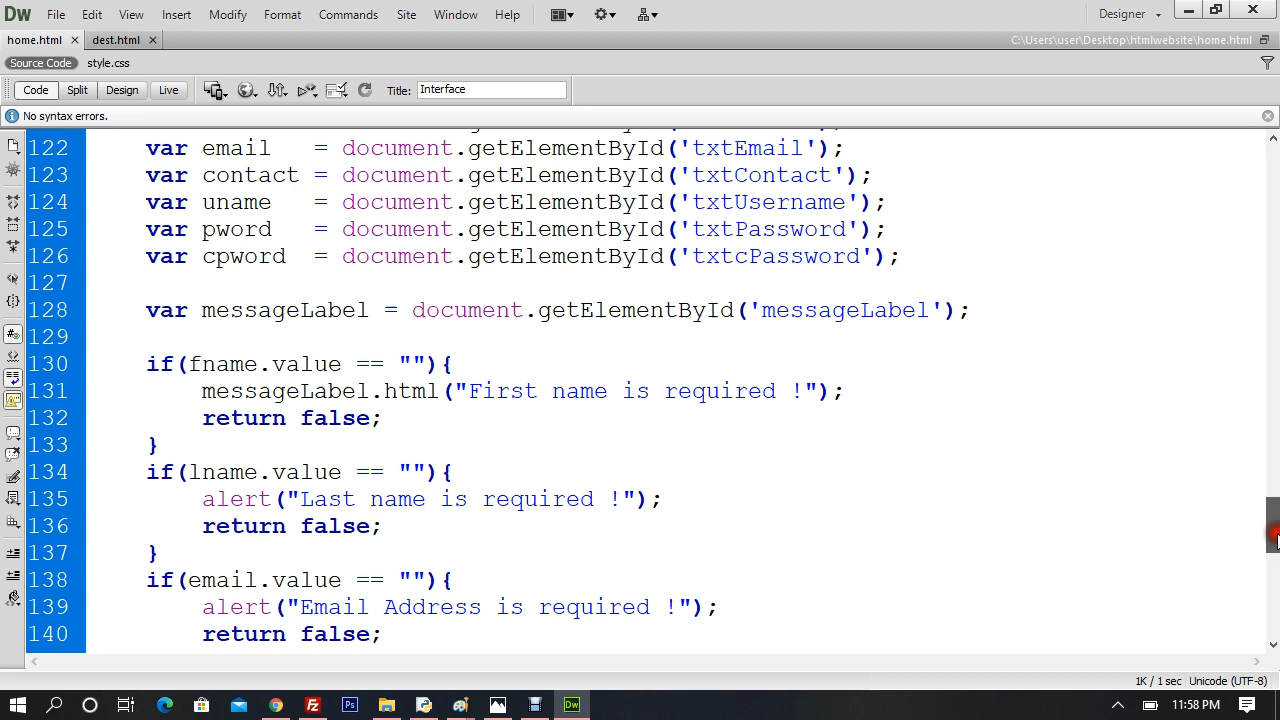 Dw File Edit View Insert Modify Format Commands Site Window Help Designer
home.html × dest.html × C:\Users\user\Desktop\htmlwebsite\home.html
Source Code style.css
Code Split Design Live Title: Interface
No syntax errors.
122 var email = document.getElementById('txtEmail');
123 var contact = document.getElementById('txtContact');
124 var uname = document.getElementById('txtUsername');
125 var pword = document.getElementById('txtPassword');
126 var cpword = document.getElementById('txtcPassword');
127
128 var messageLabel = document.getElementById('messageLabel');
129
130 if(fname.value == ""){
131 messageLabel.html("First name is required !");
132 return false;
133 }
134 if(lname.value == ""){
135 alert("Last name is required !");
136 return false;
137 }
138 if(email.value == ""){
139 alert("Email Address is required !");
140 return false;
1K / 1 sec Unicode (UTF-8)
Fz Ps Dw 11:58 PM